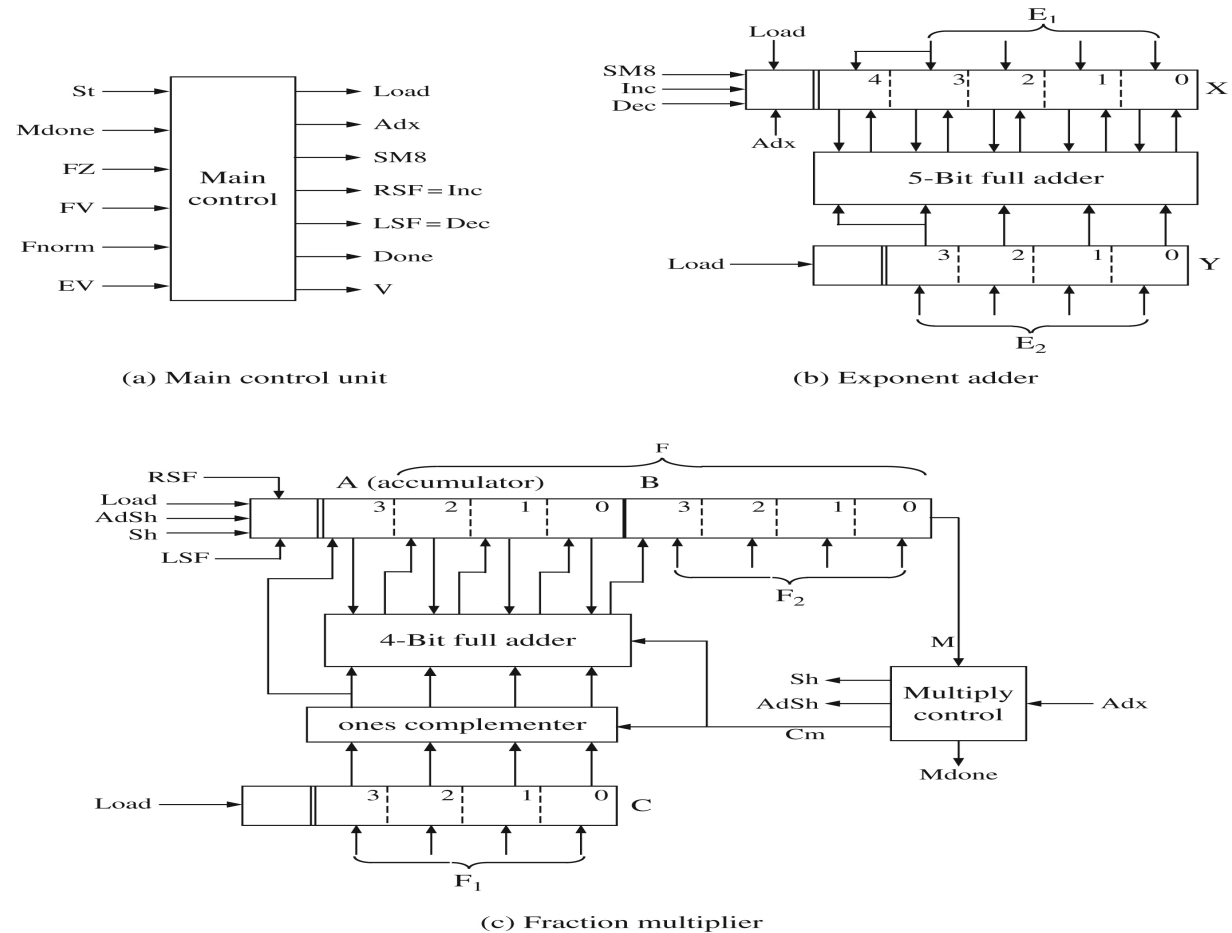 St
Mdone
FZ
FV
Fnorm
EV
Main
control
Load
Adx
SM8
RSF = Inc
LSF = Dec
Done
V
(a) Main control unit
E1
Load
SM8
Inc
Dec
4 3 2 1 0
X
Adx
5-Bit full adder
Load
3 2 1 0
Y
E2
(b) Exponent adder
F
RSF
A (accumulator) B
Load
AdSh
Sh
3 2 1 0 3 2 1 0
LSF
F2
4-Bit full adder
M
Sh
AdSh
Multiply
control
Adx
ones complementer
Cm
Mdone
Load
3 2 1 0
C
F1
(c) Fraction multiplier